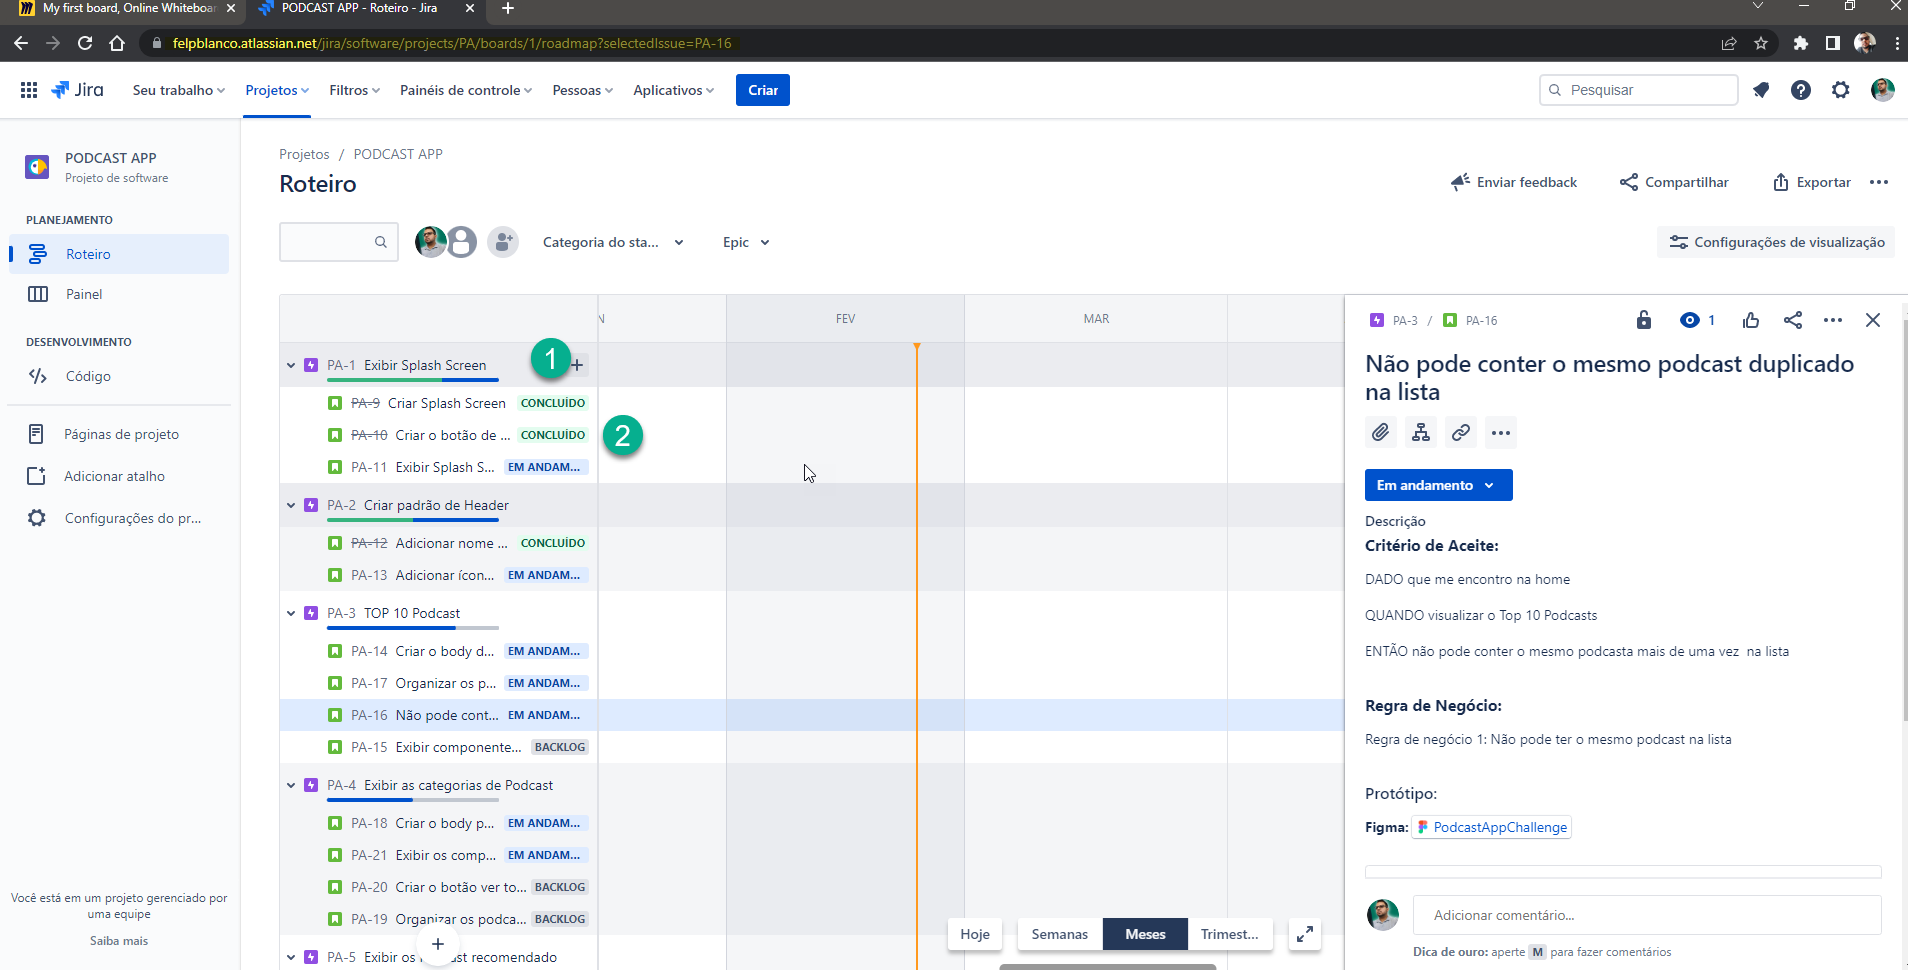 My first board, Online Whiteboa
PODCAST APP - Roteiro - Jira
felpblanco.atlassian.net/jira/software/projects/PA/boards/1/roadmap?selectedIssue=PA-16
Jira
Seu trabalho
Projetos
Filtros
Painéis de controle
Pessoas
Aplicativos
Criar
Pesquisar
PODCAST APP
Projeto de software
PLANEJAMENTO
Roteiro
Painel
DESENVOLVIMENTO
Código
Páginas de projeto
Adicionar atalho
Configurações do pr...
Você está em um projeto gerenciado por
uma equipe
Saiba mais
Projetos / PODCAST APP
Roteiro
Enviar feedback
Compartilhar
Exportar
Categoria do sta...
Epic
Configurações de visualização
N
FEV
MAR
PA-1 Exibir Splash Screen
1
PA-9 Criar Splash Screen CONCLUÍDO
PA-10 Criar o botão de ... CONCLUÍDO
2
PA-11 Exibir Splash S... EM ANDAM...
PA-2 Criar padrão de Header
PA-12 Adicionar nome ... CONCLUÍDO
PA-13 Adicionar ícon... EM ANDAM...
PA-3 TOP 10 Podcast
PA-14 Criar o body d... EM ANDAM...
PA-17 Organizar os p... EM ANDAM...
PA-16 Não pode cont... EM ANDAM...
PA-15 Exibir componente... BACKLOG
PA-4 Exibir as categorias de Podcast
PA-18 Criar o body p... EM ANDAM...
PA-21 Exibir os comp... EM ANDAM...
PA-20 Criar o botão ver to... BACKLOG
PA-19 Organizar os podca... BACKLOG
PA-5 Exibir os recomendado
Hoje
Semanas
Meses
Trimest...
PA-3 / PA-16
1
Não pode conter o mesmo podcast duplicado
na lista
Em andamento
Descrição
Critério de Aceite:
DADO que me encontro na home
QUANDO visualizar o Top 10 Podcasts
ENTÃO não pode conter o mesmo podcasta mais de uma vez na lista
Regra de Negócio:
Regra de negócio 1: Não pode ter o mesmo podcast na lista
Protótipo:
Figma: PodcastAppChallenge
Adicionar comentário...
Dica de ouro: aperte M para fazer comentários